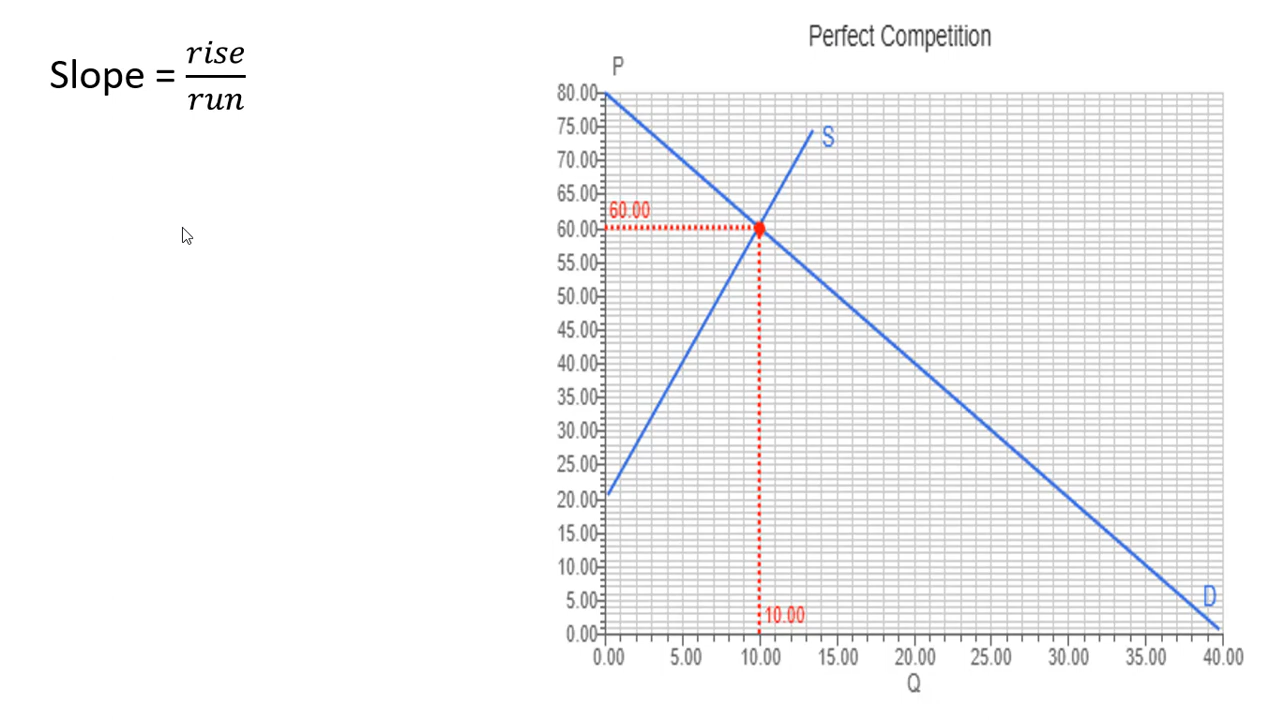 Slope = rise/run
Perfect Competition
P
80.00
75.00
S
70.00
65.00
60.00
60.00
55.00
50.00
45.00
40.00
35.00
30.00
25.00
20.00
15.00
10.00
D
5.00
10.00
0.00
0.00 5.00 10.00 15.00 20.00 25.00 30.00 35.00 40.00
Q